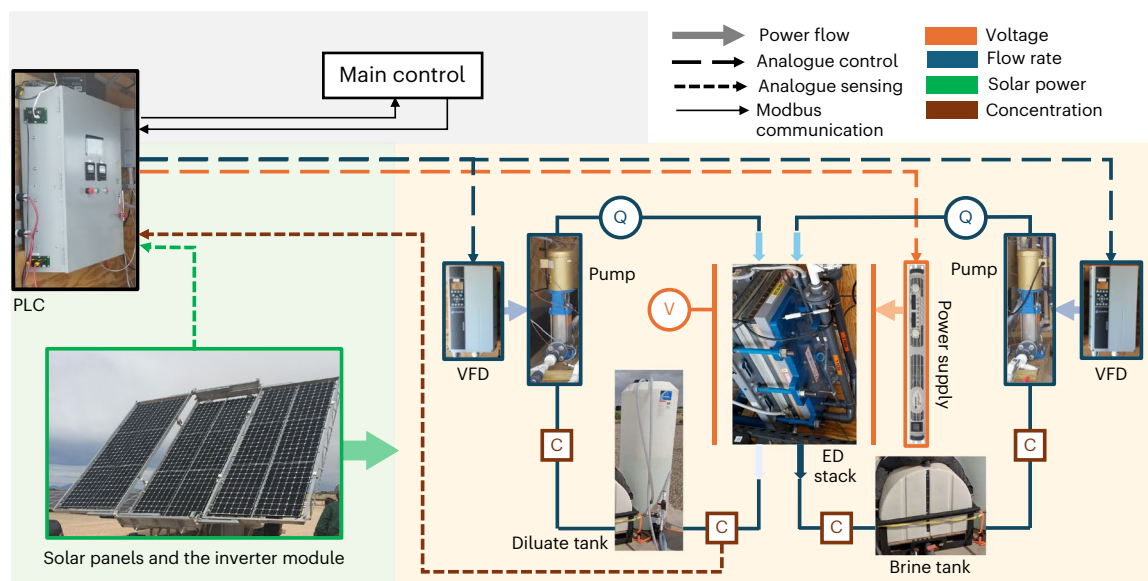 Main control
Power flow
Analogue control
Analogue sensing
Modbus
communication
Voltage
Flow rate
Solar power
Concentration
PLC
Q
Q
Pump
Pump
V
VFD
VFD
Power supply
C
C
ED
stack
Diluate tank
C
C
Brine tank
Solar panels and the inverter module